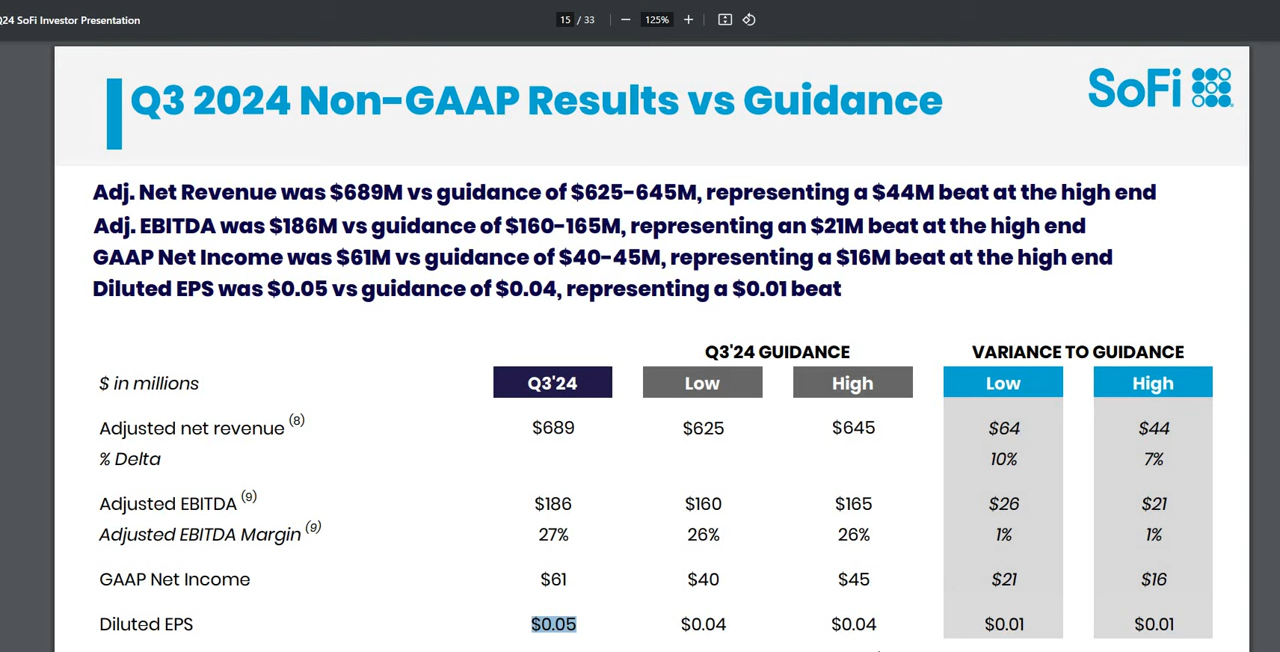 Q24 SoFi Investor Presentation
15 / 33
125%
Q3 2024 Non-GAAP Results vs Guidance
SoFi
Adj. Net Revenue was $689M vs guidance of $625-645M, representing a $44M beat at the high end
Adj. EBITDA was $186M vs guidance of $160-165M, representing an $21M beat at the high end
GAAP Net Income was $61M vs guidance of $40-45M, representing a $16M beat at the high end
Diluted EPS was $0.05 vs guidance of $0.04, representing a $0.01 beat
Q3'24 GUIDANCE VARIANCE TO GUIDANCE
$ in millions Q3'24 Low High Low High
Adjusted net revenue (8) $689 $625 $645 $64 $44
% Delta 10% 7%
Adjusted EBITDA (9) $186 $160 $165 $26 $21
Adjusted EBITDA Margin (9) 27% 26% 26% 1% 1%
GAAP Net Income $61 $40 $45 $21 $16
Diluted EPS $0.05 $0.04 $0.04 $0.01 $0.01